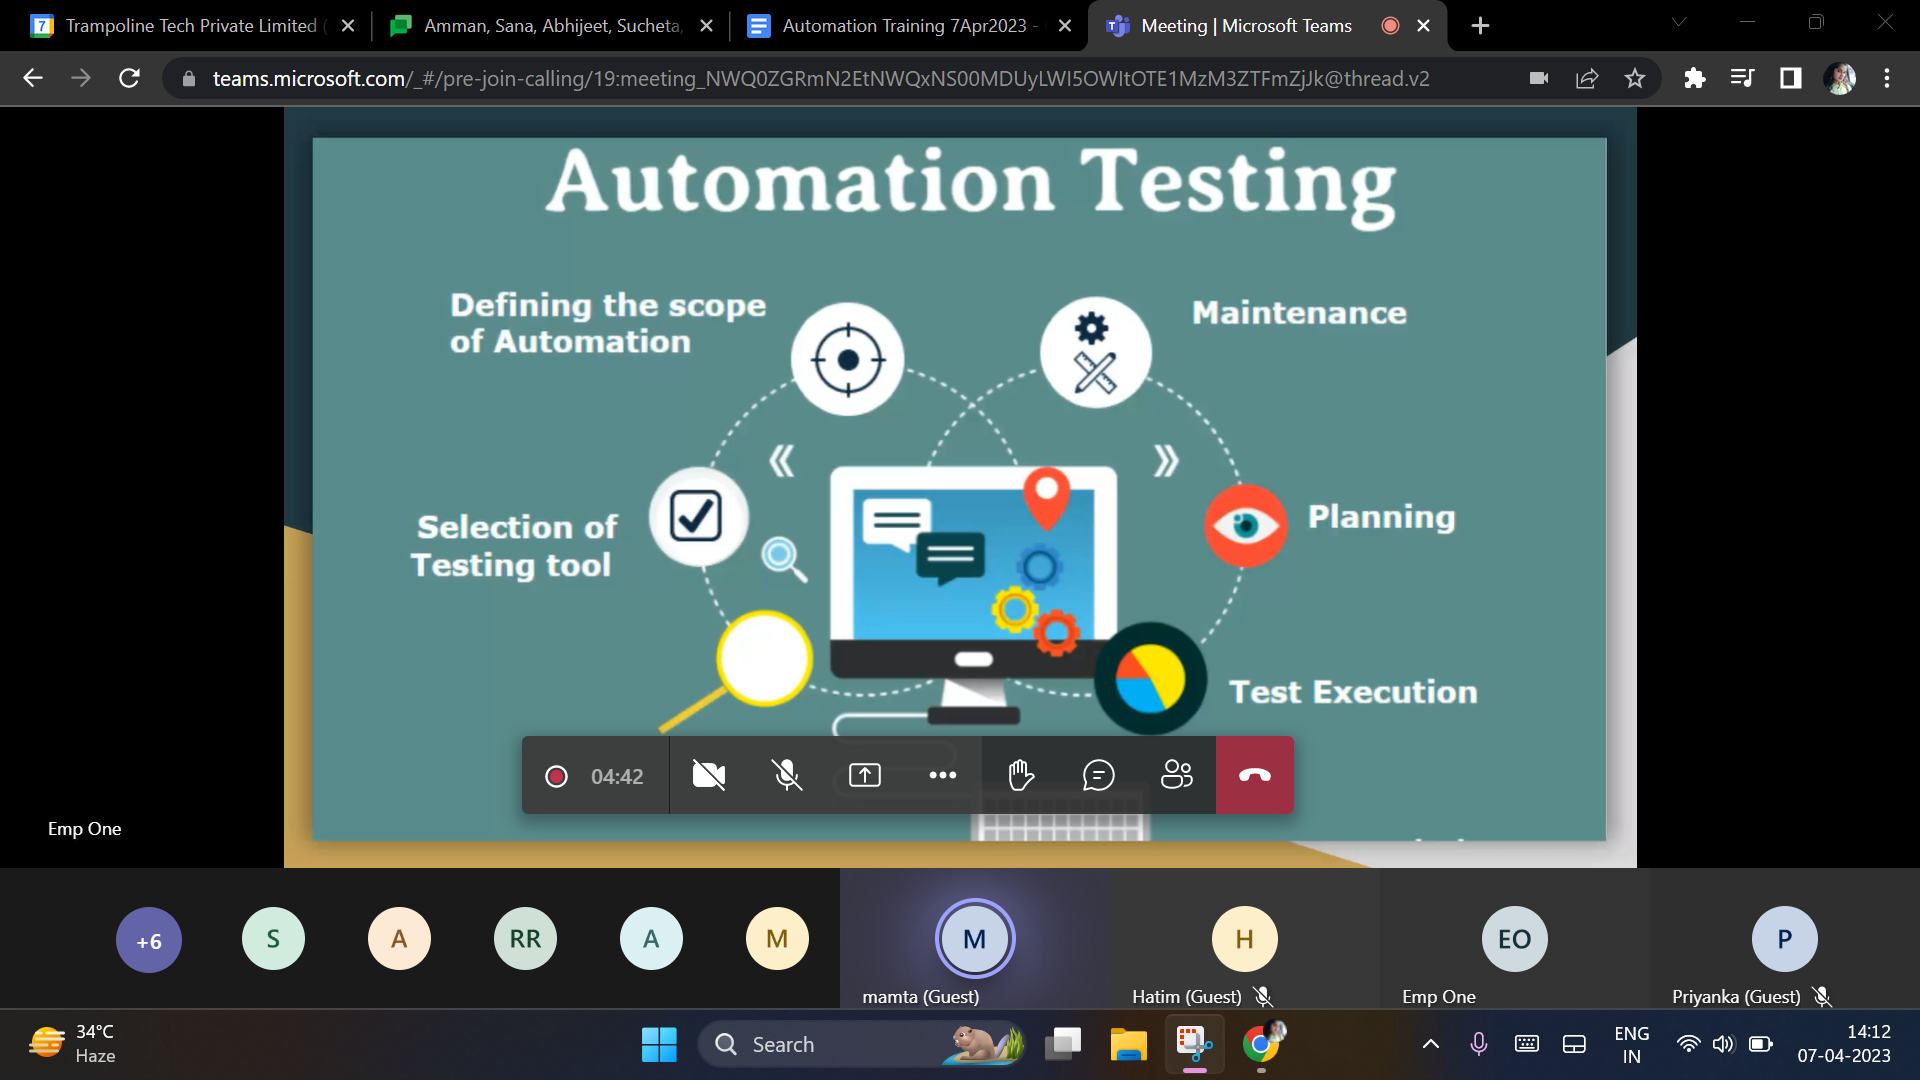 Trampoline Tech Private Limited (
Amman, Sana, Abhijeet, Sucheta,
Automation Training 7Apr2023 -
Meeting | Microsoft Teams
teams.microsoft.com/_#/pre-join-calling/19:meeting_NWQ0ZGRmN2EtNWQxNS00MDUyLWI5OWItOTE1MzM3ZTFmZjJk@thread.v2
Automation Testing
Defining the scope
of Automation
Maintenance
Selection of
Testing tool
Planning
Test Execution
04:42
Emp One
+6
S
A
RR
A
M
M
mamta (Guest)
H
Hatim (Guest)
EO
Emp One
P
Priyanka (Guest)
34°C
Haze
Search
ENG
IN
14:12
07-04-2023